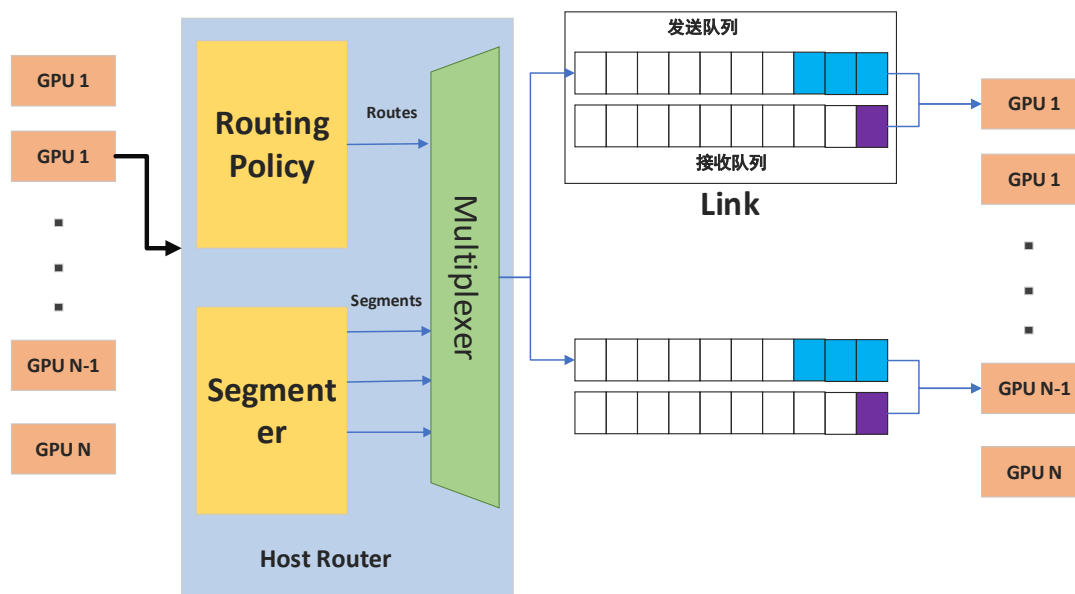 GPU 1
GPU 1
GPU N-1
GPU N
Routing
Policy
Segment
er
Routes
Segments
Multiplexer
Host Router
发送队列
接收队列
Link
GPU 1
GPU 1
GPU N-1
GPU N